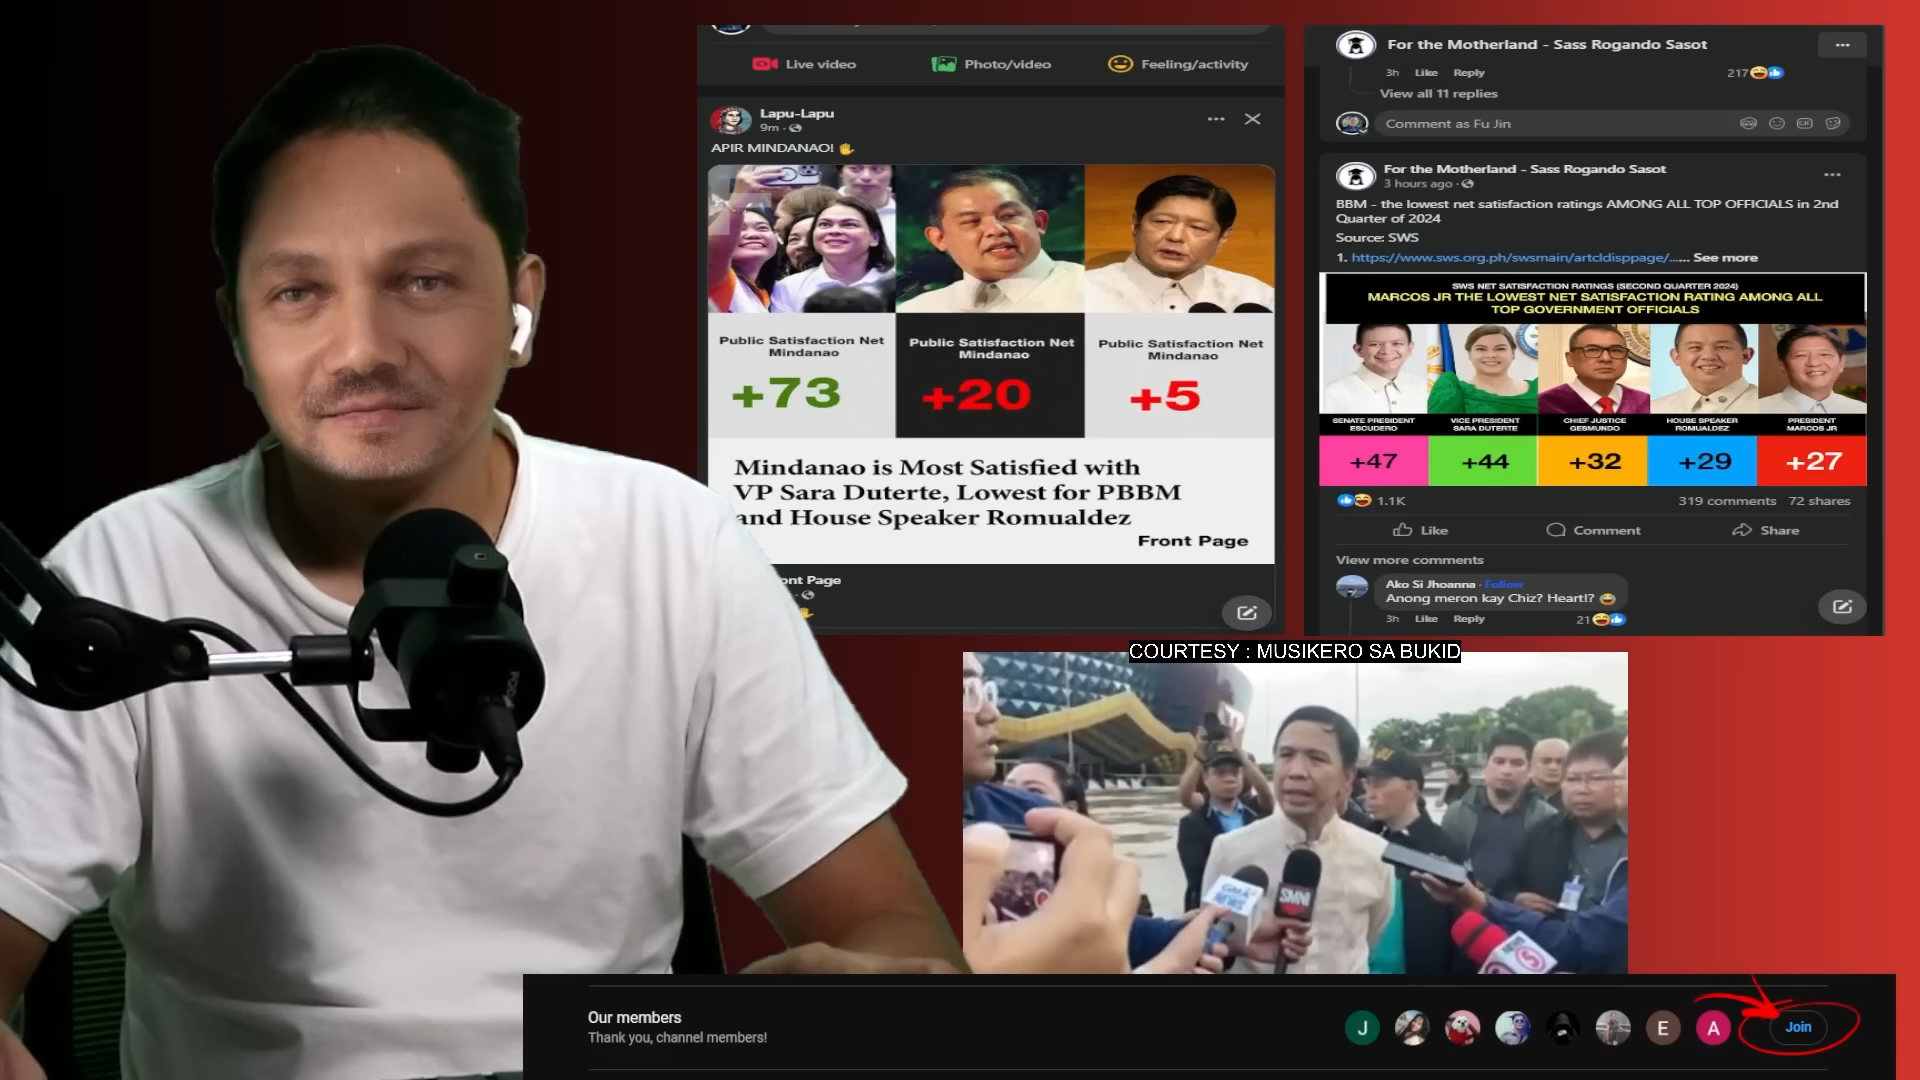 Live video
Photo/video
Feeling/activity
Lapu-Lapu
9m
APIR MINDANAO!
Public Satisfaction Net
Mindanao
+73
Public Satisfaction Net
Mindanao
+20
Public Satisfaction Net
Mindanao
+5
Mindanao is Most Satisfied with
VP Sara Duterte, Lowest for PBBM
and House Speaker Romualdez
Front Page
ont Page
For the Motherland - Sass Rogando Sasot
3h Like Reply
217
View all 11 replies
Comment as Fu Jin
For the Motherland - Sass Rogando Sasot
3 hours ago
BBM - the lowest net satisfaction ratings AMONG ALL TOP OFFICIALS in 2nd
Quarter of 2024
Source: SWS
1. https://www.sws.org.ph/swsmain/artcldisppage/...... See more
SWS NET SATISFACTION RATINGS (SECOND QUARTER 2024)
MARCOS JR THE LOWEST NET SATISFACTION RATING AMONG ALL
TOP GOVERNMENT OFFICIALS
SENATE PRESIDENT
ESCUDERO
VICE PRESIDENT
SARA DUTERTE
CHIEF JUSTICE
GESMUNDO
HOUSE SPEAKER
ROMUALDEZ
PRESIDENT
MARCOS JR
+47
+44
+32
+29
+27
1.1K
319 comments 72 shares
Like
Comment
Share
View more comments
Ako Si Jhoanna · Follow
Anong meron kay Chiz? Heart!?
3h Like Reply
21
COURTESY : MUSIKERO SA BUKID
SMNI
NEWS
NEWS
5
Our members
Thank you, channel members!
J
E
A
Join